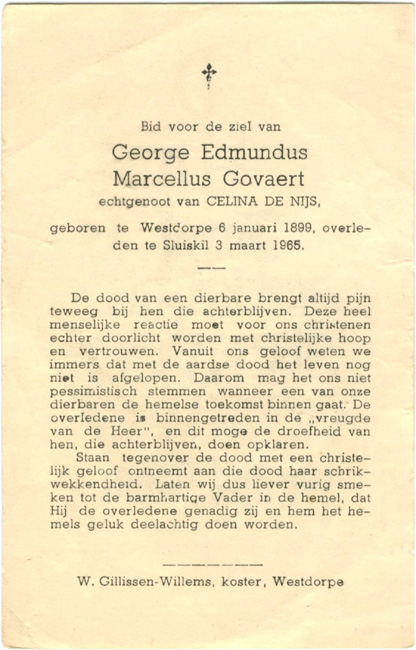 Bid voor de ziel van
George Edmundus
Marcellus Govaert
echtgenoot van CELINA DE NIJS,
geboren te Westdorpe 6 januari 1899, overle-
den te Sluiskil 3 maart 1965.
De dood van een dierbare brengt altijd pijn
teweeg bij hen die achterblijven. Deze heel
menselijke reactie moet voor ons christenen
echter doorlicht worden met christelijke hoop
en vertrouwen. Vanuit ons geloof weten we
immers dat met de aardse dood het leven nog
niet is afgelopen. Daarom mag het ons niet
pessimistisch stemmen wanneer een van onze
dierbaren de hemelse toekomst binnen gaat. De
overledene is binnengetreden in de „vreugde
van de Heer", en dit moge de droefheid van
hen, die achterblijven, doen opklaren.
Staan tegenover de dood met een christe-
lijk geloof ontneemt aan die dood haar schrik-
wekkendheid. Laten wij dus liever vurig sme-
ken tot de barmhartige Vader in de hemel, dat
Hij de overledene genadig zij en hem het he-
mels geluk deelachtig doen worden.
W. Gillissen-Willems, koster, Westdorpe